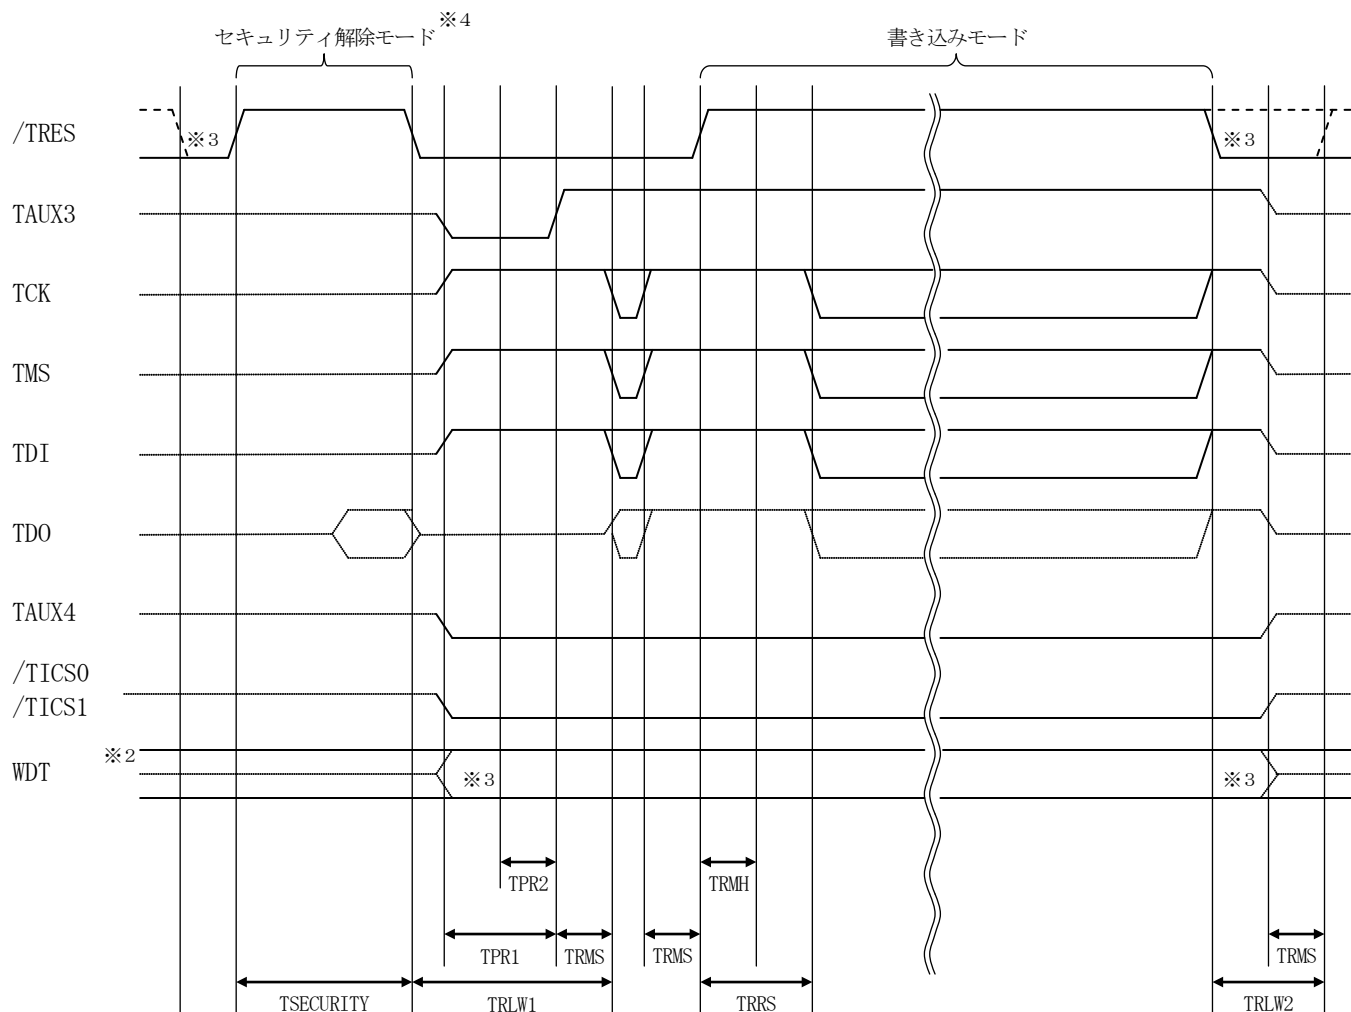 セキュリティ解除モード※4
書き込みモード
/TRES
※3
※3
TAUX3
TCK
TMS
TDI
TDO
TAUX4
/TICS0
/TICS1
※2
WDT
※3
※3
TPR2
TRMH
TPR1
TRMS
TRMS
TRMS
TSECURITY
TRLW1
TRRS
TRLW2